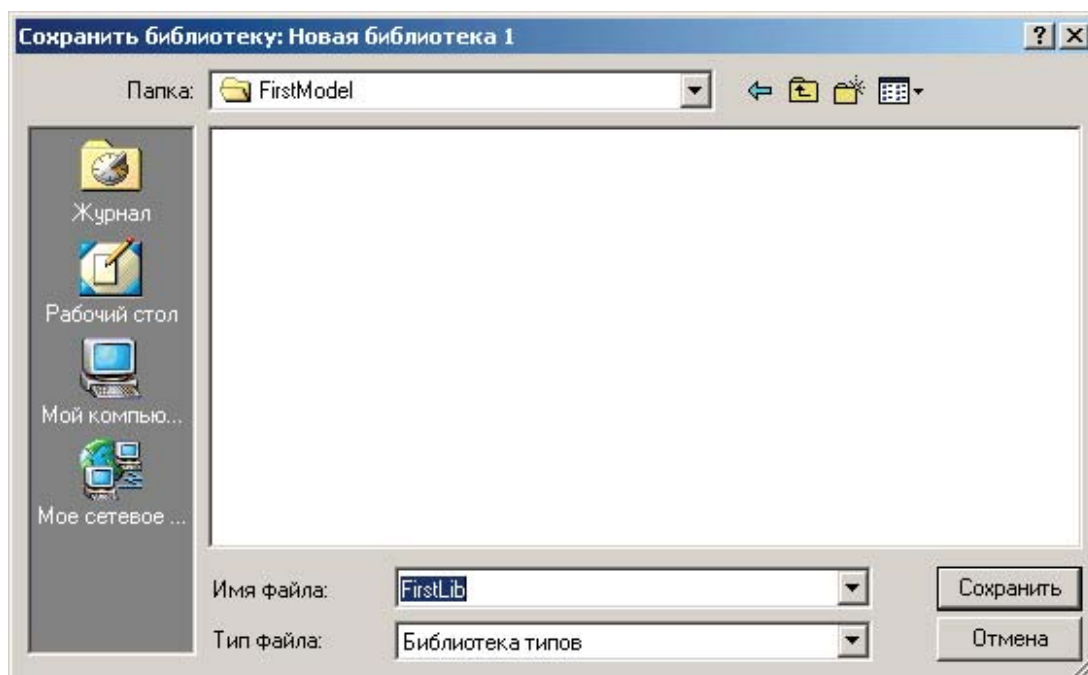 Сохранить библиотеку: Новая библиотека 1
Папка: FirstModel
Журнал
Рабочий стол
Мой компью...
Мое сетевое ...
Имя файла: FirstLib Сохранить
Тип файла: Библиотека типов Отмена